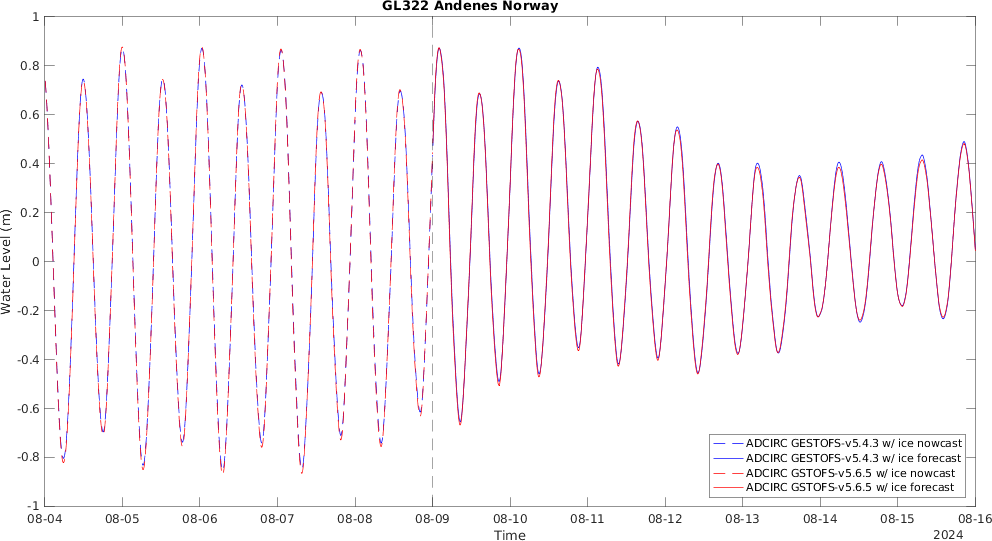 GL322 Andenes Norway
1
0.8
0.6
0.4
0.2
0
-0.2
-0.4
-0.6
-0.8
-1
Water Level (m)
ADCIRC GESTOFS-v5.4.3 w/ ice nowcast
ADCIRC GESTOFS-v5.4.3 w/ ice forecast
ADCIRC GSTOFS-v5.6.5 w/ ice nowcast
ADCIRC GSTOFS-v5.6.5 w/ ice forecast
08-04 08-05 08-06 08-07 08-08 08-09 08-10 08-11 08-12 08-13 08-14 08-15 08-16
Time
2024